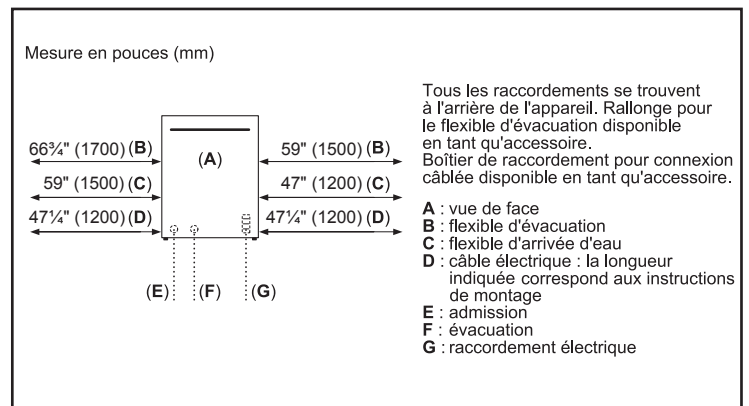 Mesure en pouces (mm)
66¾" (1700) (B)
59" (1500) (C)
47¼" (1200) (D)
(A)
59" (1500) (B)
47" (1200) (C)
47¼" (1200) (D)
(E)
(F)
(G)
Tous les raccordements se trouvent
à l'arrière de l'appareil. Rallonge pour
le flexible d'évacuation disponible
en tant qu'accessoire.
Boîtier de raccordement pour connexion
câblée disponible en tant qu'accessoire.
A : vue de face
B : flexible d'évacuation
C : flexible d'arrivée d'eau
D : câble électrique : la longueur
indiquée correspond aux instructions
de montage
E : admission
F : évacuation
G : raccordement électrique